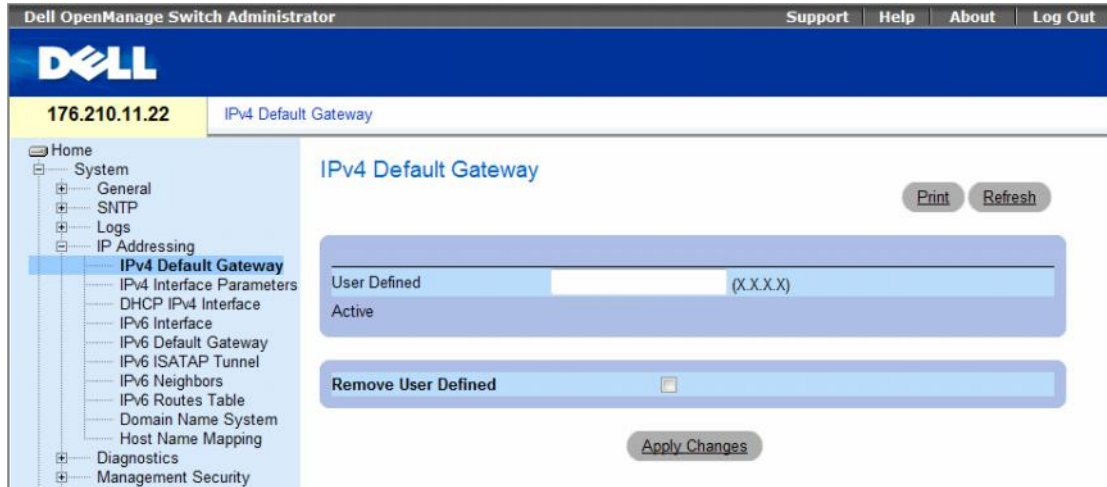 Dell OpenManage Switch Administrator
Support Help About Log Out
DELL
176.210.11.22
IPv4 Default Gateway
Home
System
General
SNTP
Logs
IP Addressing
IPv4 Default Gateway
IPv4 Interface Parameters
DHCP IPv4 Interface
IPv6 Interface
IPv6 Default Gateway
IPv6 ISATAP Tunnel
IPv6 Neighbors
IPv6 Routes Table
Domain Name System
Host Name Mapping
Diagnostics
Management Security
IPv4 Default Gateway
Print Refresh
User Defined (X.X.X.X)
Active
Remove User Defined
Apply Changes